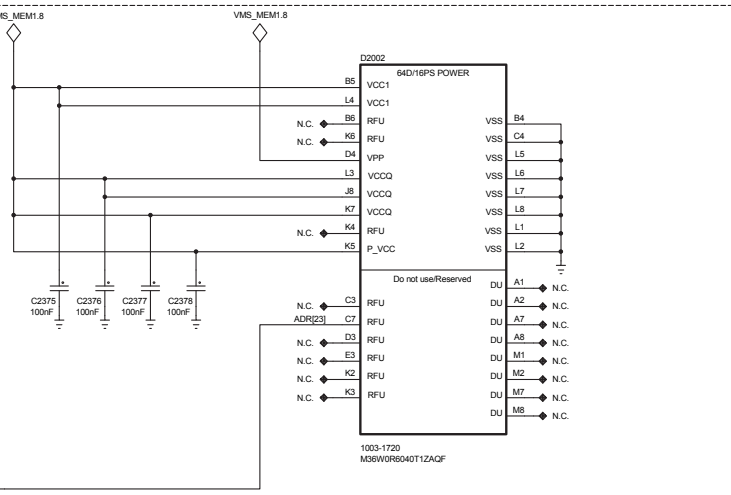 MS_MEM1.8
VMS_MEM1.8
D2002
64D/16PS POWER
B5 VCC1
L4 VCC1
N.C. B6 RFU VSS B4
N.C. K6 RFU VSS C4
D4 VPP VSS L5
L3 VCCQ VSS L6
J8 VCCQ VSS L7
K7 VCCQ VSS L8
N.C. K4 RFU VSS L1
K5 P_VCC VSS L2
Do not use/Reserved
DU A1 N.C.
C2375 C2376 C2377 C2378
100nF 100nF 100nF 100nF
N.C. C3 RFU DU A2 N.C.
ADR[23] C7 RFU DU A7 N.C.
N.C. D3 RFU DU A8 N.C.
N.C. E3 RFU DU M1 N.C.
N.C. K2 RFU DU M2 N.C.
N.C. K3 RFU DU M7 N.C.
DU M8 N.C.
1003-1720
M36W0R6040T1ZAQF